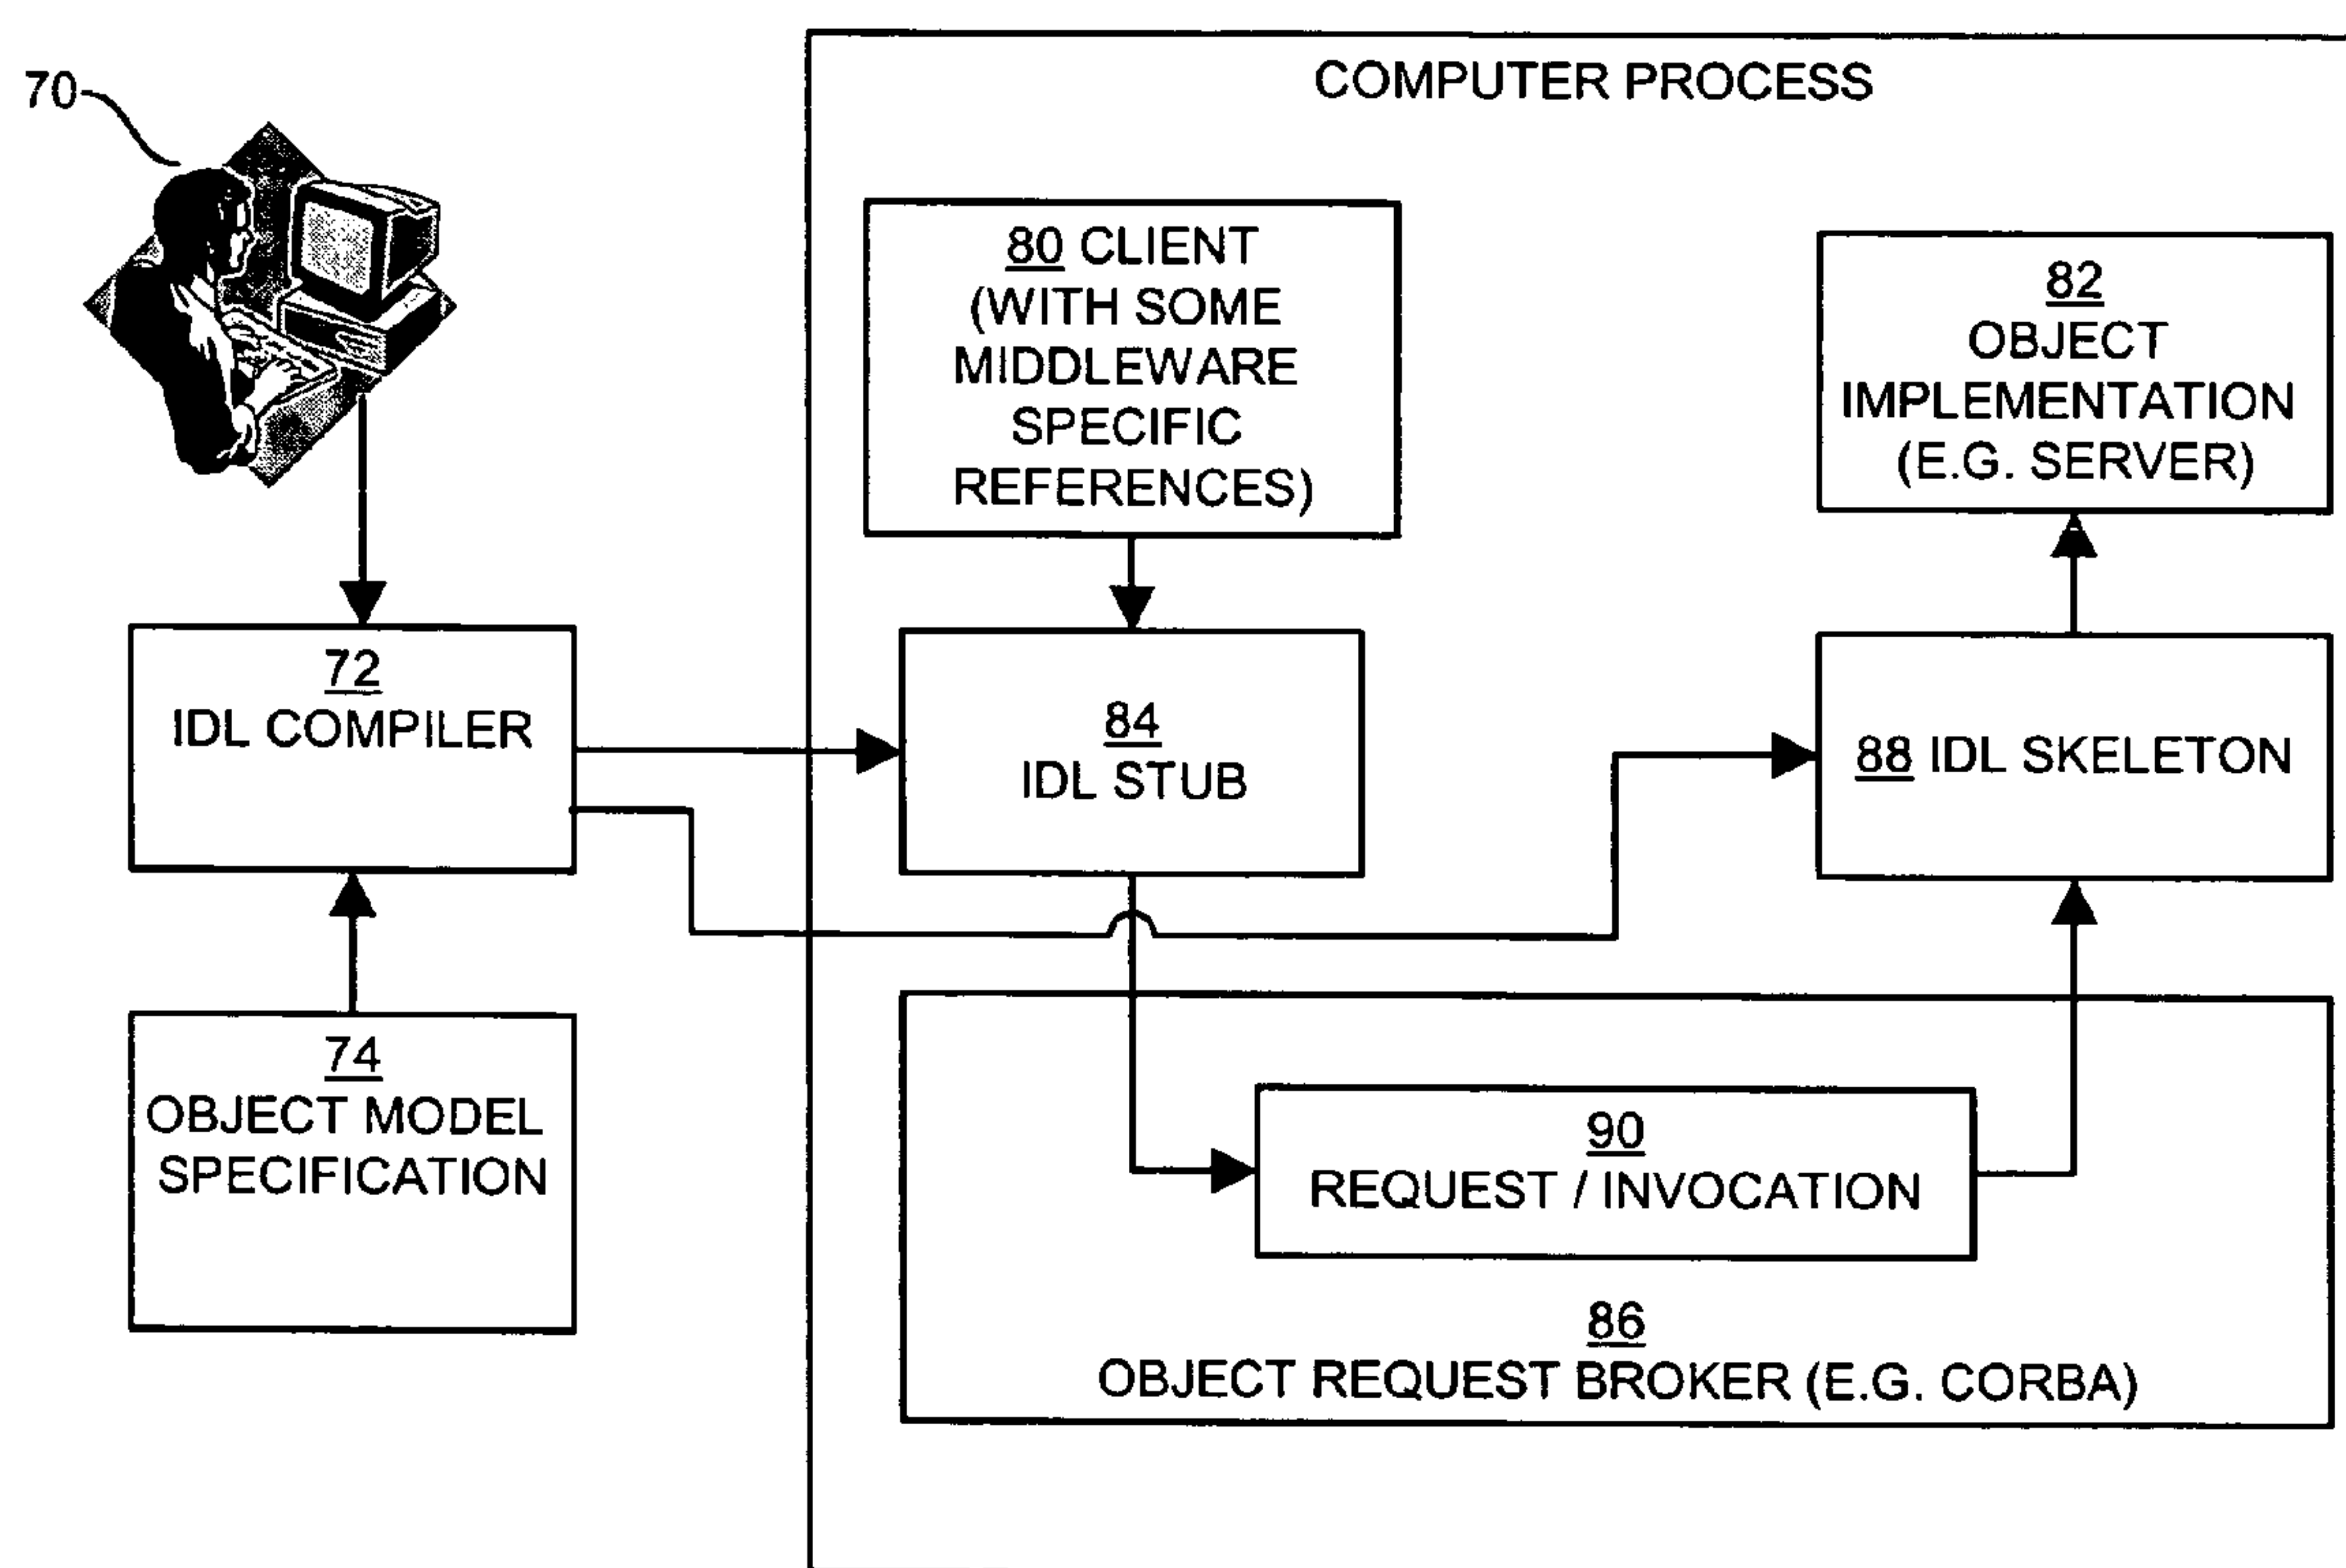 COMPUTER PROCESS
70
80 CLIENT
(WITH SOME
MIDDLEWARE
SPECIFIC
REFERENCES)
82
OBJECT
IMPLEMENTATION
(E.G. SERVER)
72
IDL COMPILER
84
IDL STUB
88 IDL SKELETON
74
OBJECT MODEL
SPECIFICATION
90
REQUEST / INVOCATION
86
OBJECT REQUEST BROKER (E.G. CORBA)